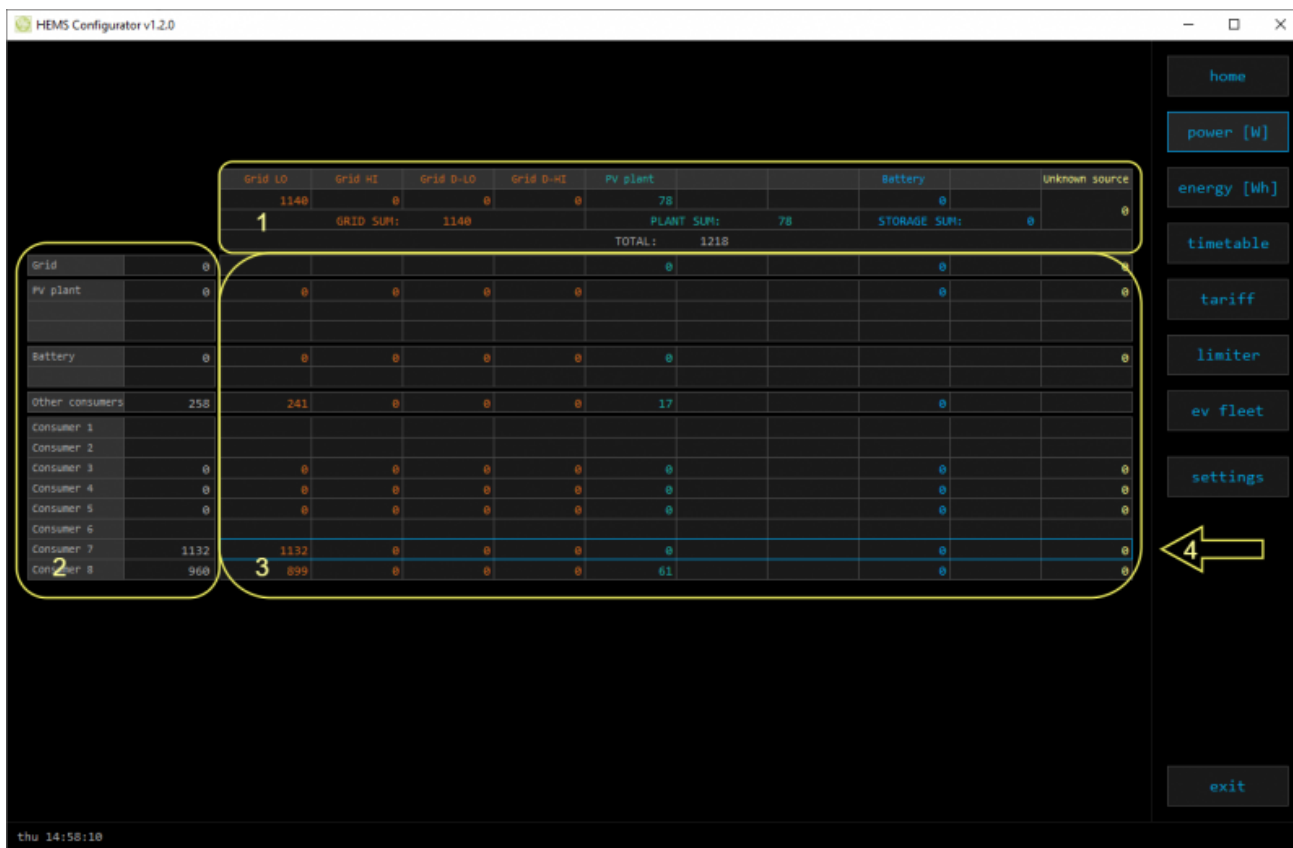 HEMS Configurator v1.2.0
home
power [W]
energy [Wh]
timetable
tariff
limiter
ev fleet
settings
exit
Grid LO Grid HI Grid D-LO Grid D-HI PV plant Battery Unknown source
1140 0 0 0 78 0 0
1 GRID SUM: 1140 PLANT SUM: 78 STORAGE SUM: 0
TOTAL: 1218
Grid 0 0 0 0
PV plant 0 0 0 0 0 0 0
Battery 0 0 0 0 0 0 0
Other consumers 258 241 0 0 0 17 0
Consumer 1
Consumer 2
Consumer 3 0 0 0 0 0 0 0 0
Consumer 4 0 0 0 0 0 0 0 0
Consumer 5 0 0 0 0 0 0 0 0
Consumer 6
Consumer 7 1132 1132 0 0 0 0 0 0 4
Consumer 8 2 960 3 899 0 0 0 61 0 0
thu 14:58:10